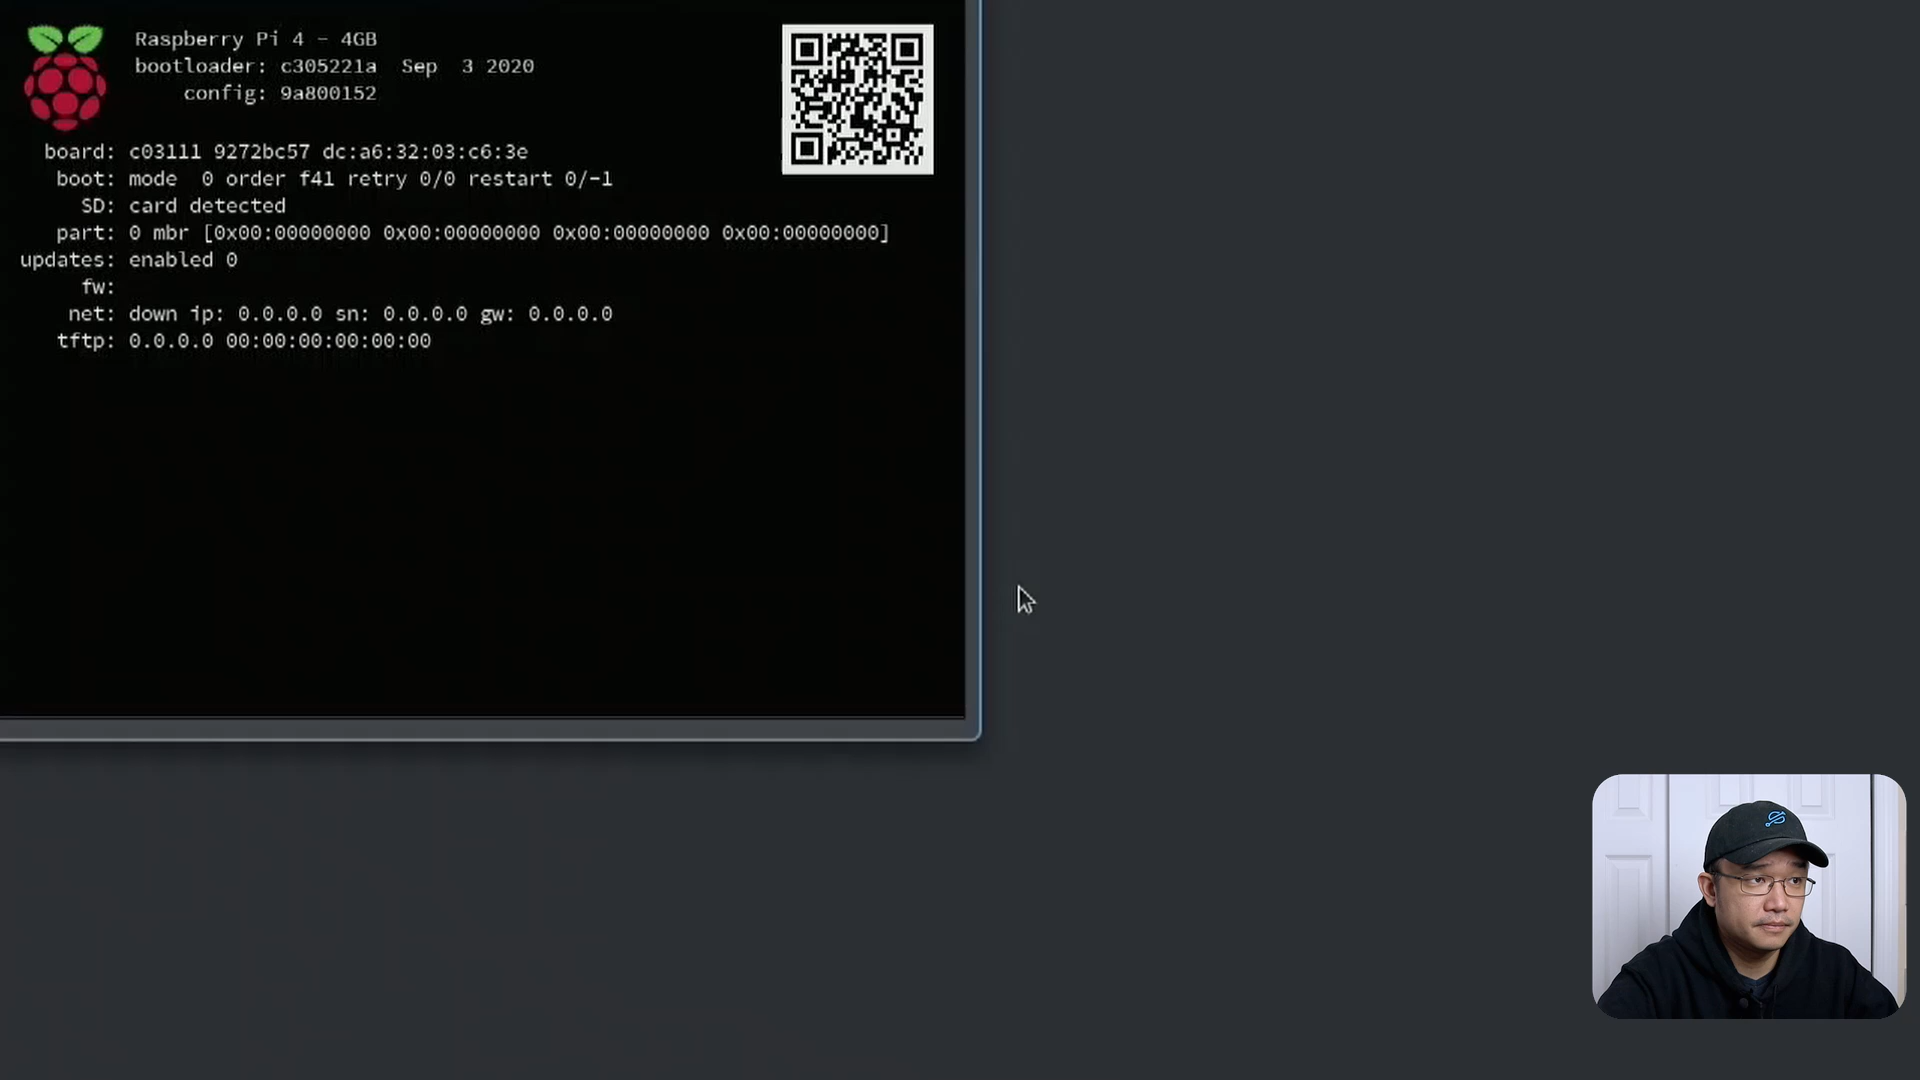 Raspberry Pi 4 - 4GB
bootloader: c305221a Sep 3 2020
config: 9a800152
board: c03111 9272bc57 dc:a6:32:03:c6:3e
boot: mode 0 order f41 retry 0/0 restart 0/-1
SD: card detected
part: 0 mbr [0x00:00000000 0x00:00000000 0x00:00000000 0x00:00000000]
updates: enabled 0
fw:
net: down ip: 0.0.0.0 sn: 0.0.0.0 gw: 0.0.0.0
tftp: 0.0.0.0 00:00:00:00:00:00